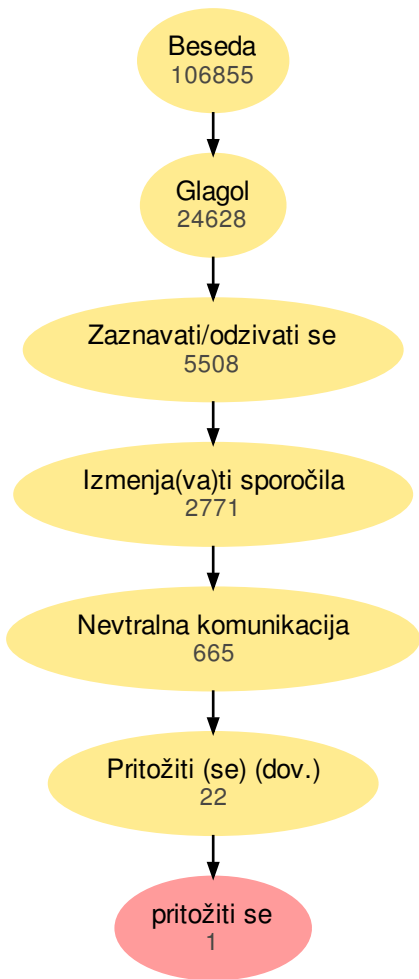 Beseda
106855
Glagol
24628
Zaznavati/odzivati se
5508
Izmenja(va)ti sporočila
2771
Nevtralna komunikacija
665
Pritožiti (se) (dov.)
22
pritožiti se
1